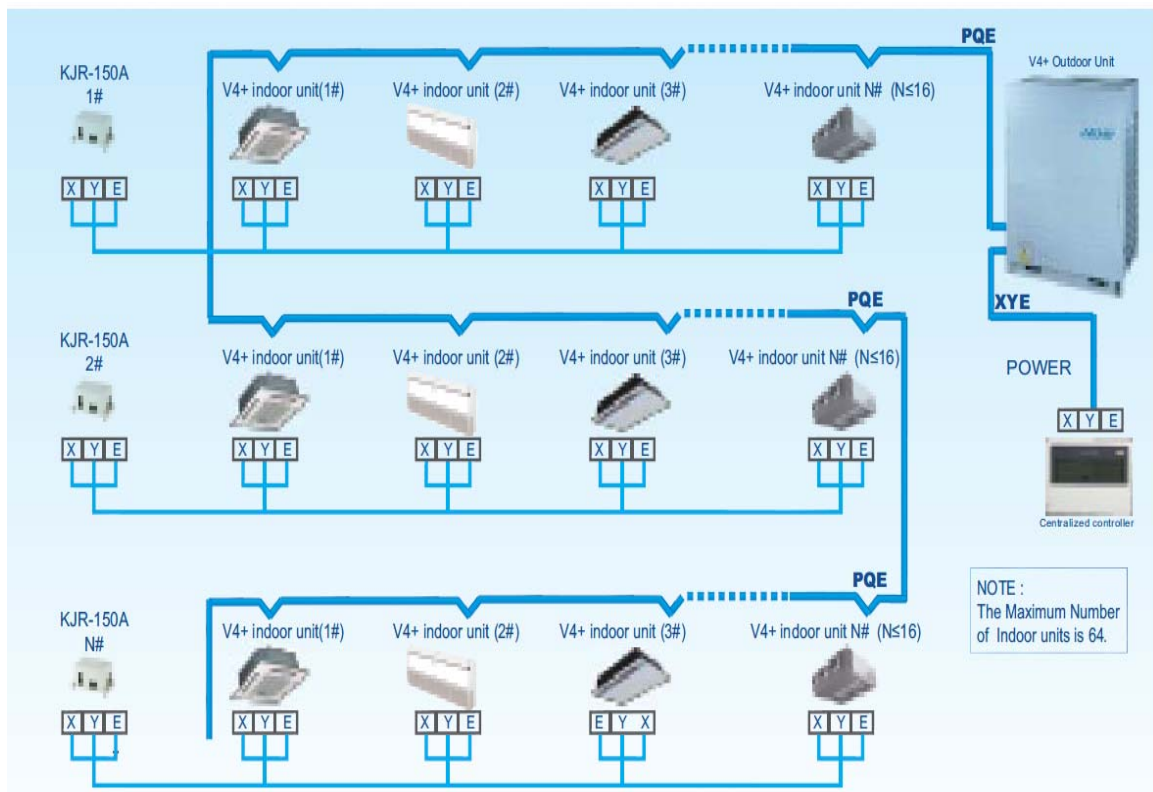 PQE
V4+ Outdoor Unit
KJR-150A
1#
V4+ indoor unit(1#)
V4+ indoor unit (2#)
V4+ indoor unit (3#)
V4+ indoor unit N# (N≤16)
X Y E
X Y E
X Y E
X Y E
X Y E
XYE
POWER
X Y E
Centralized controller
PQE
KJR-150A
2#
V4+ indoor unit(1#)
V4+ indoor unit (2#)
V4+ indoor unit (3#)
V4+ indoor unit N# (N≤16)
X Y E
X Y E
X Y E
X Y E
X Y E
PQE
NOTE :
The Maximum Number
of Indoor units is 64.
KJR-150A
N#
V4+ indoor unit(1#)
V4+ indoor unit (2#)
V4+ indoor unit (3#)
V4+ indoor unit N# (N≤16)
X Y E
X Y E
X Y E
E Y X
X Y E